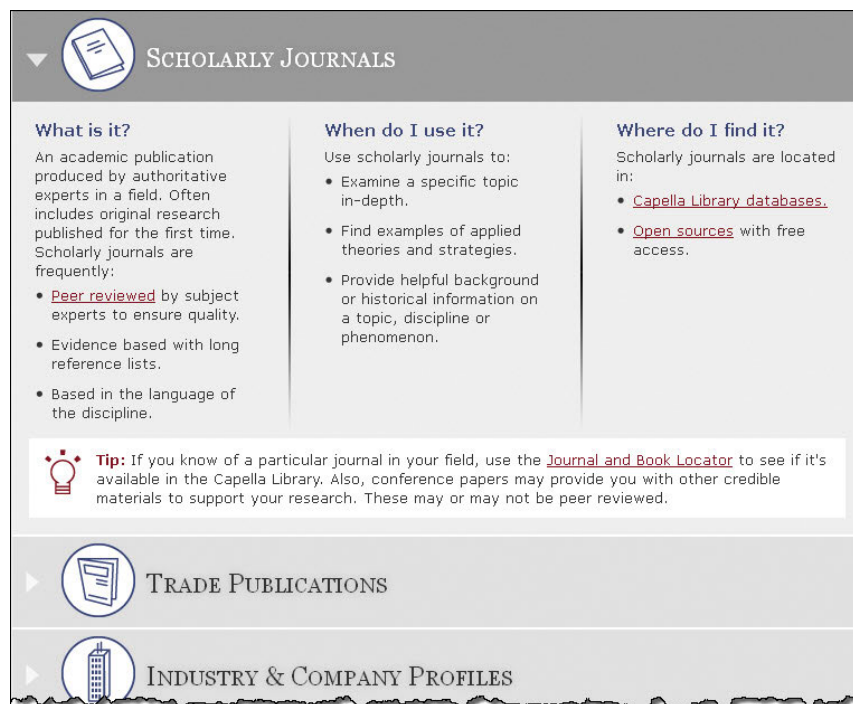 SCHOLARLY JOURNALS
What is it?
An academic publication
produced by authoritative
experts in a field. Often
includes original research
published for the first time.
Scholarly journals are
frequently:
• Peer reviewed by subject
experts to ensure quality.
• Evidence based with long
reference lists.
• Based in the language of
the discipline.
When do I use it?
Use scholarly journals to:
• Examine a specific topic
in-depth.
• Find examples of applied
theories and strategies.
• Provide helpful background
or historical information on
a topic, discipline or
phenomenon.
Where do I find it?
Scholarly journals are located
in:
• Capella Library databases.
• Open sources with free
access.
Tip: If you know of a particular journal in your field, use the Journal and Book Locator to see if it's
available in the Capella Library. Also, conference papers may provide you with other credible
materials to support your research. These may or may not be peer reviewed.
TRADE PUBLICATIONS
INDUSTRY & COMPANY PROFILES